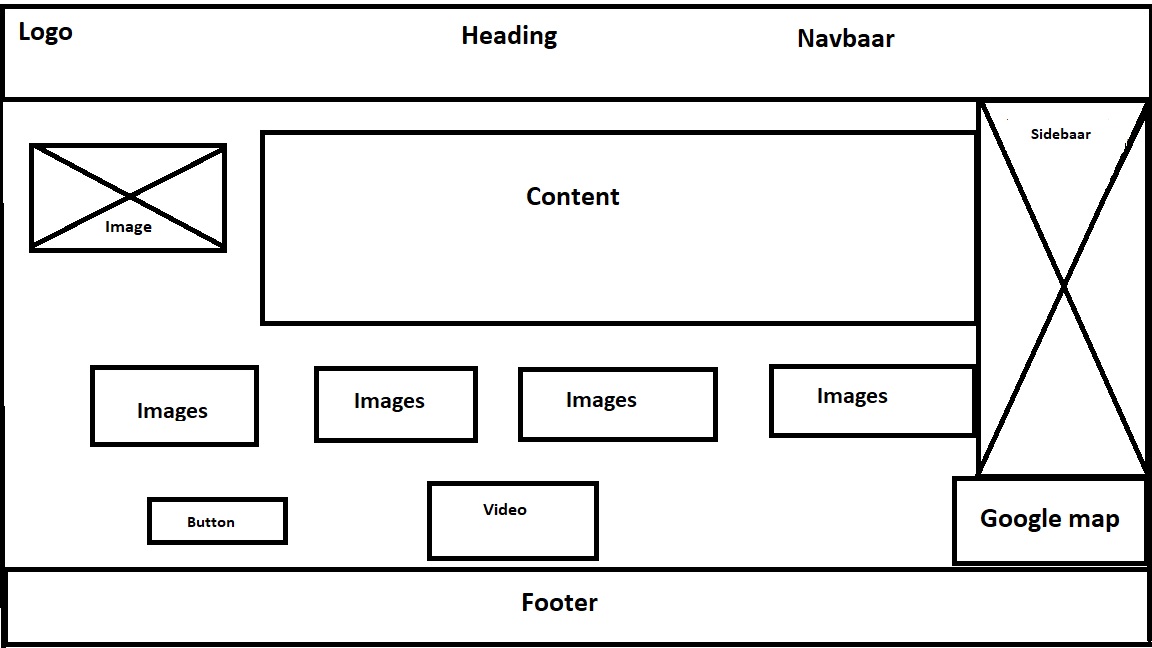 Logo
Heading
Navbaar
Sidebaar
Image
Content
Images
Images
Images
Images
Button
Video
Google map
Footer